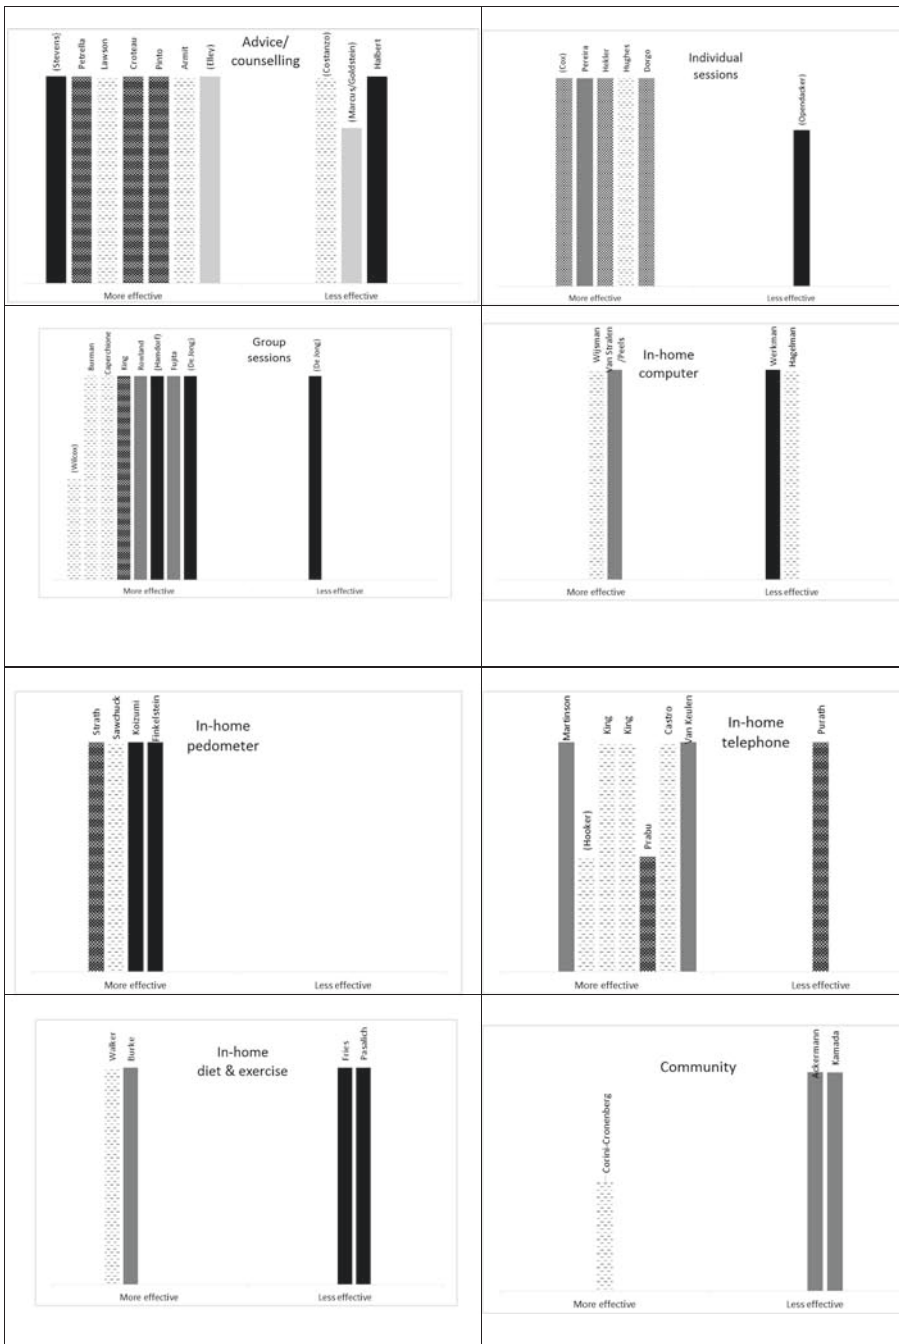 (Stevens)
Petrella
Lawson
Croteau
Pinto
Armit
(Elley)
Advice/
counselling
(Costanzo)
(Marcus/Goldstein)
Halbert
More effective
Less effective
(Cox)
Pereira
Hekler
Hughes
Dorgo
Individual
sessions
(Opendacker)
More effective
Less effective
(Wilcox)
Burman
Caperchione
King
Rowland
(Hamdorf)
Fujita
(De Jong)
Group
sessions
(De Jong)
More effective
Less effective
Wijsman
Van Stralen
/Peels
In-home
computer
Werkman
Hagelman
More effective
Less effective
Strath
Sawchuck
Koizumi
Finkelstein
In-home
pedometer
More effective
Less effective
Martinson
(Hooker)
King
King
Prabu
Castro
Van Keulen
In-home
telephone
Purath
More effective
Less effective
Walker
Burke
In-home
diet & exercise
Fries
Pasalich
More effective
Less effective
Corini-Cronenberg
Community
Ackermann
Kamada
More effective
Less effective